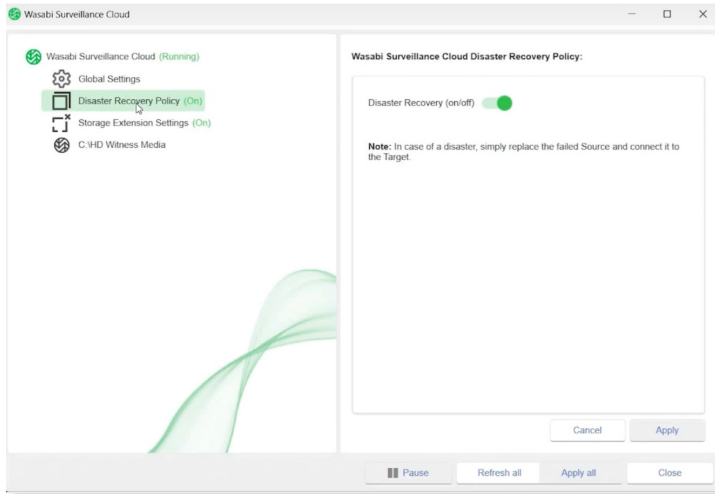 Wasabi Surveillance Cloud
Wasabi Surveillance Cloud (Running)
Global Settings
Disaster Recovery Policy (On)
Storage Extension Settings (On)
C:\HD Witness Media
Wasabi Surveillance Cloud Disaster Recovery Policy:
Disaster Recovery (on/off)
Note: In case of a disaster, simply replace the failed Source and connect it to
the Target.
Cancel
Apply
Pause
Refresh all
Apply all
Close